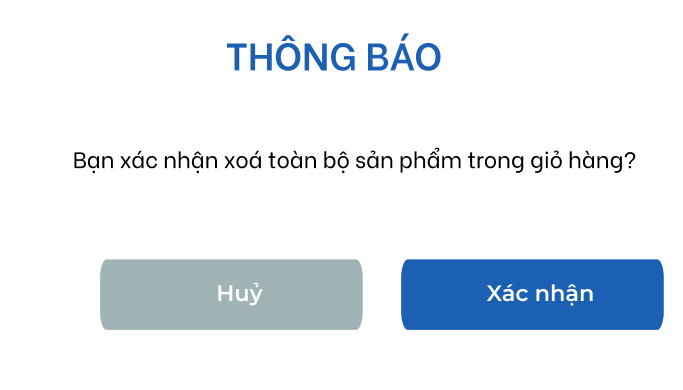 THÔNG BÁO
Bạn xác nhận xoá toàn bộ sản phẩm trong giỏ hàng?
Huỷ
Xác nhận